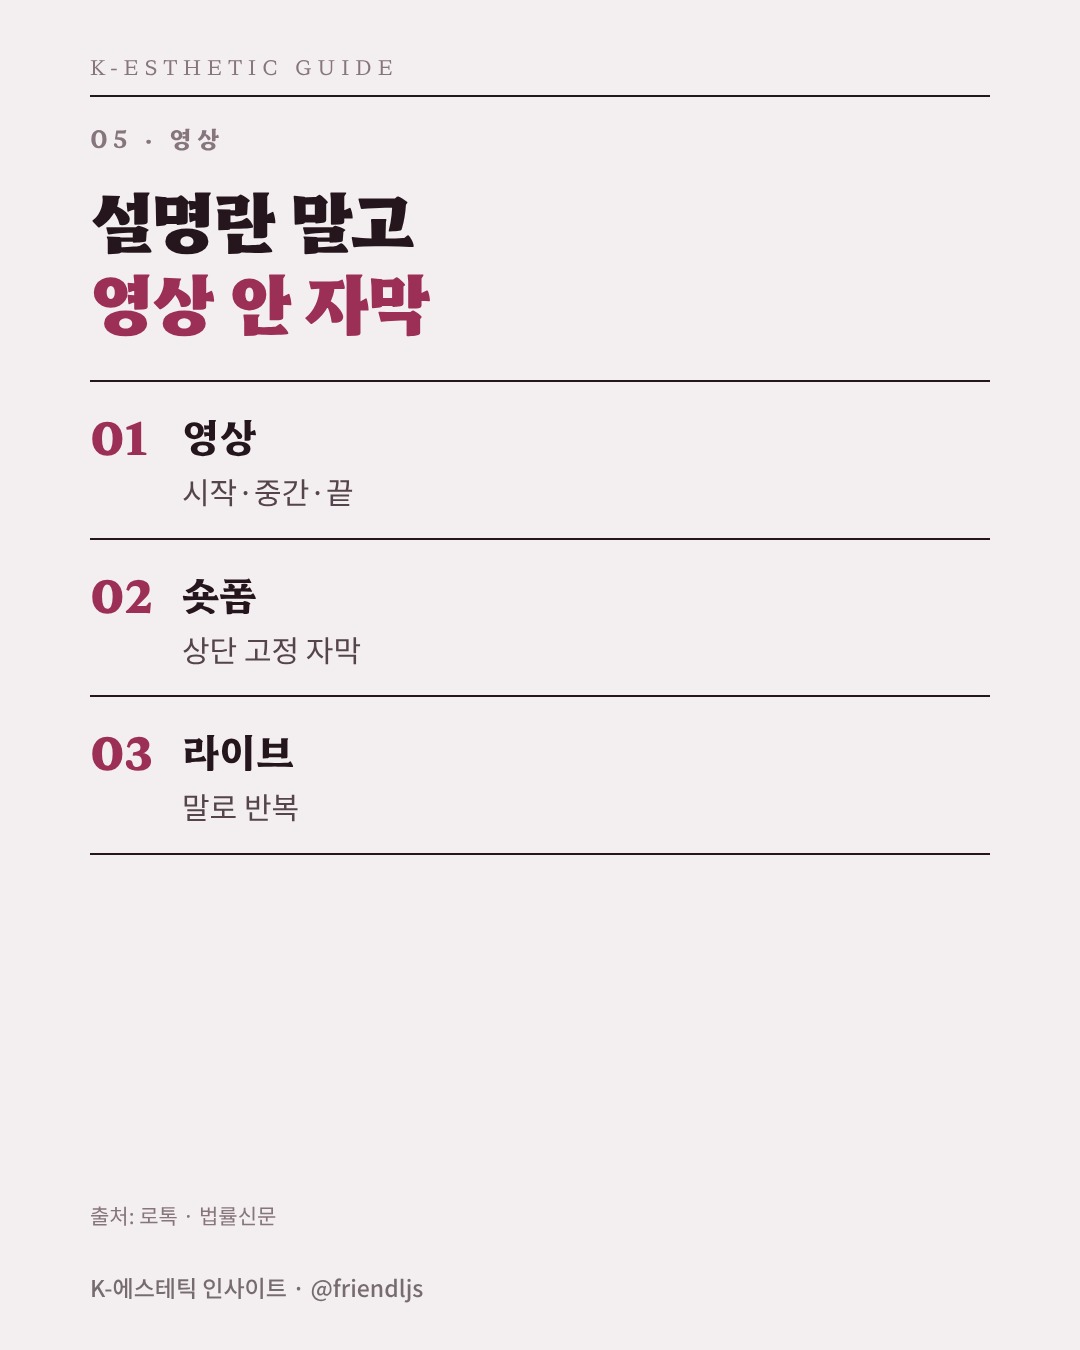 K-ESTHETIC GUIDE
05 · 영상
설명란 말고
영상 안 자막
01 영상
시작·중간·끝
02 숏폼
상단 고정 자막
03 라이브
말로 반복
출처: 로톡 · 법률신문
K-에스테틱 인사이트 · @friendljs